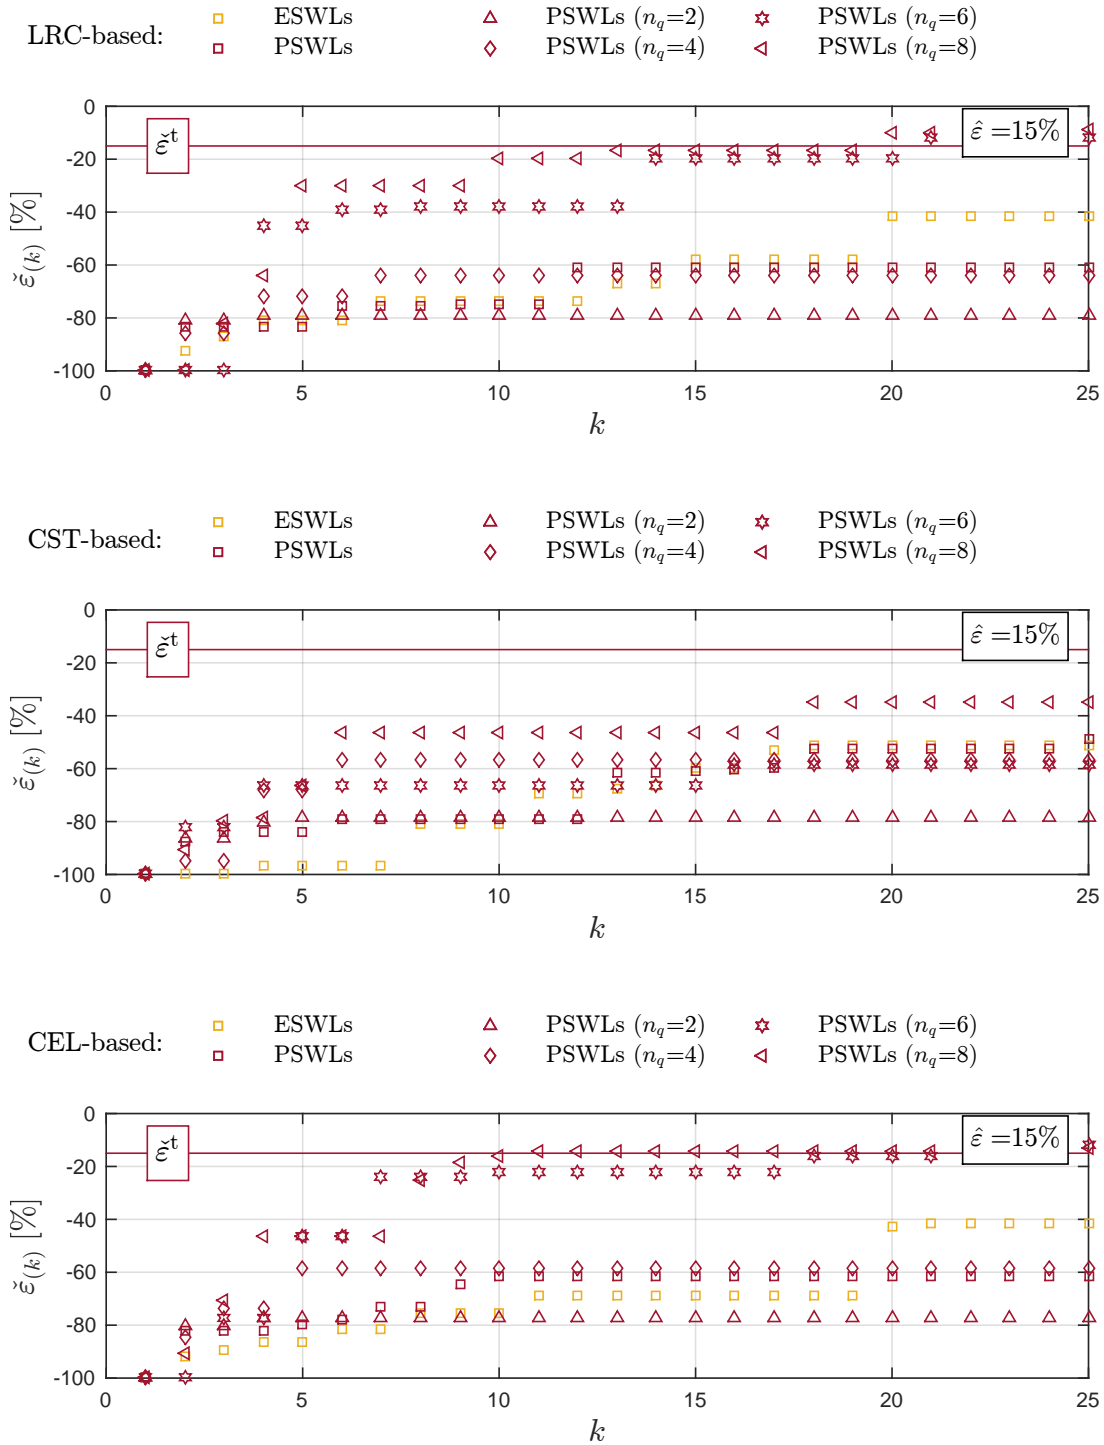 LRC-based:
ESWLs
PSWLs (n_q=2)
PSWLs (n_q=6)
PSWLs
PSWLs (n_q=4)
PSWLs (n_q=8)
0
-20
-40
-60
-80
-100
ε̌^t
ε̂ =15%
ε̌_(k) [%]
0
5
10
15
20
25
k
CST-based:
ESWLs
PSWLs (n_q=2)
PSWLs (n_q=6)
PSWLs
PSWLs (n_q=4)
PSWLs (n_q=8)
0
-20
-40
-60
-80
-100
ε̌^t
ε̂ =15%
ε̌_(k) [%]
0
5
10
15
20
25
k
CEL-based:
ESWLs
PSWLs (n_q=2)
PSWLs (n_q=6)
PSWLs
PSWLs (n_q=4)
PSWLs (n_q=8)
0
-20
-40
-60
-80
-100
ε̌^t
ε̂ =15%
ε̌_(k) [%]
0
5
10
15
20
25
k